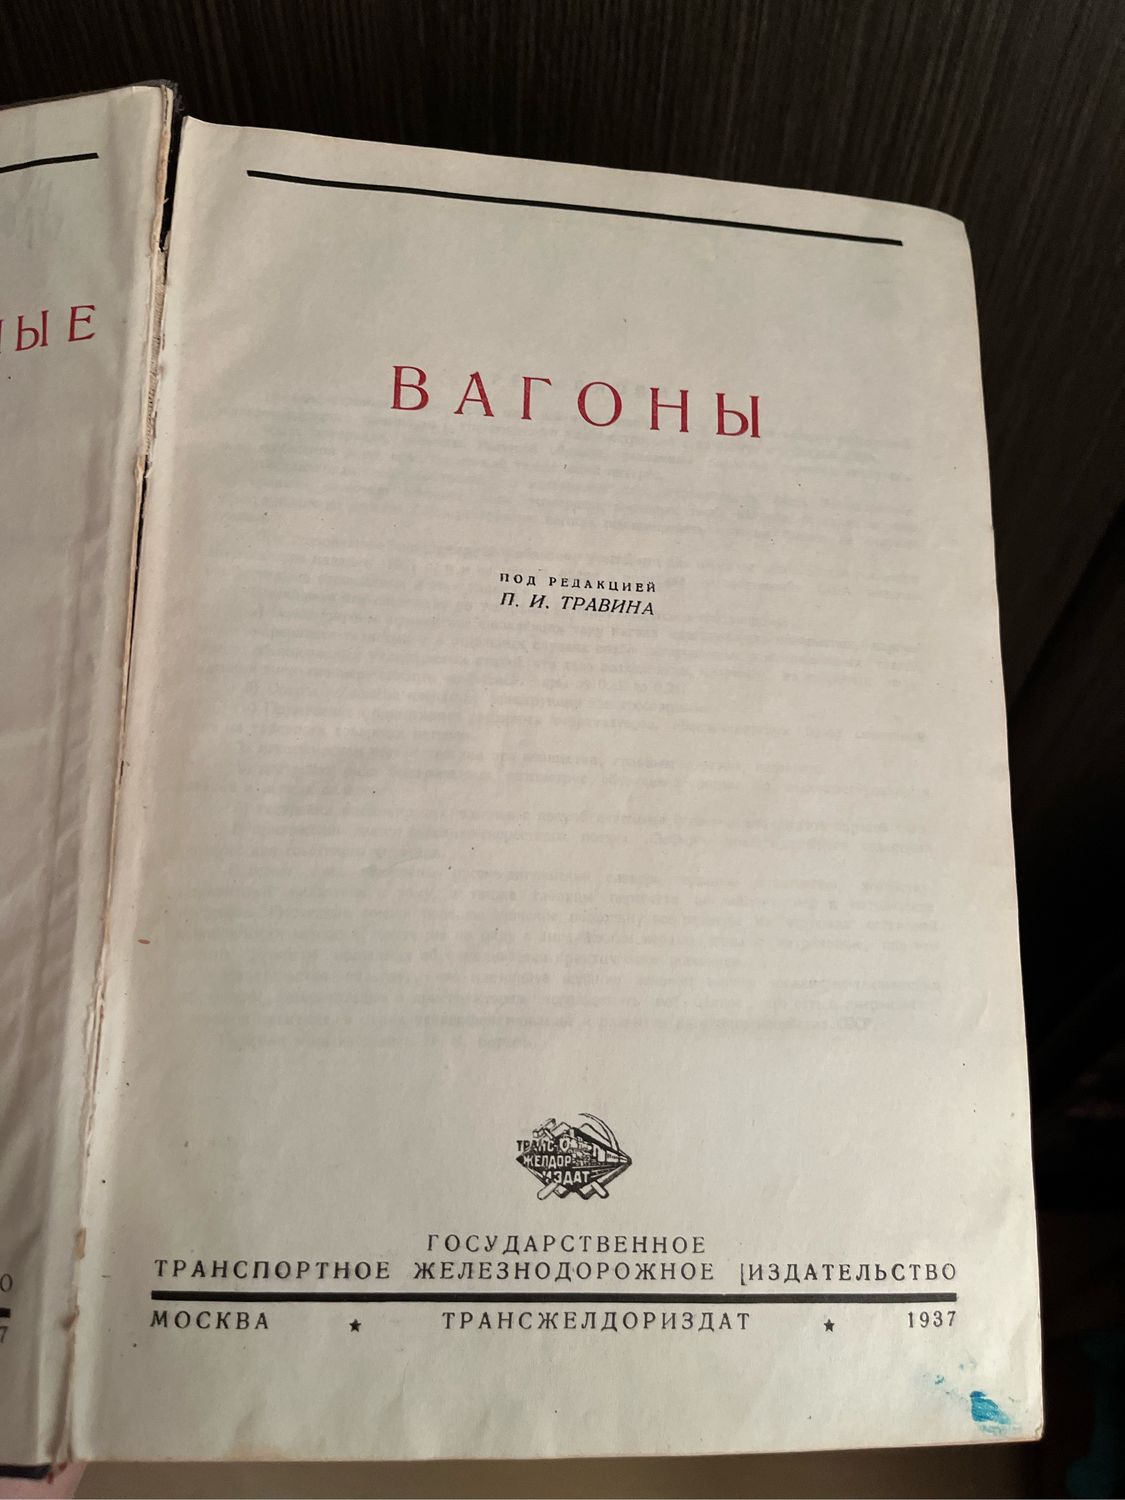 ВАГОНЫ
ПОД РЕДАКЦИЕЙ
П. И. ТРАВИНА
ТРАНС-
ЖЕЛДОР-
ИЗДАТ
ГОСУДАРСТВЕННОЕ
ТРАНСПОРТНОЕ ЖЕЛЕЗНОДОРОЖНОЕ [ИЗДАТЕЛЬСТВО
МОСКВА ★ ТРАНСЖЕЛДОРИЗДАТ ★ 1937